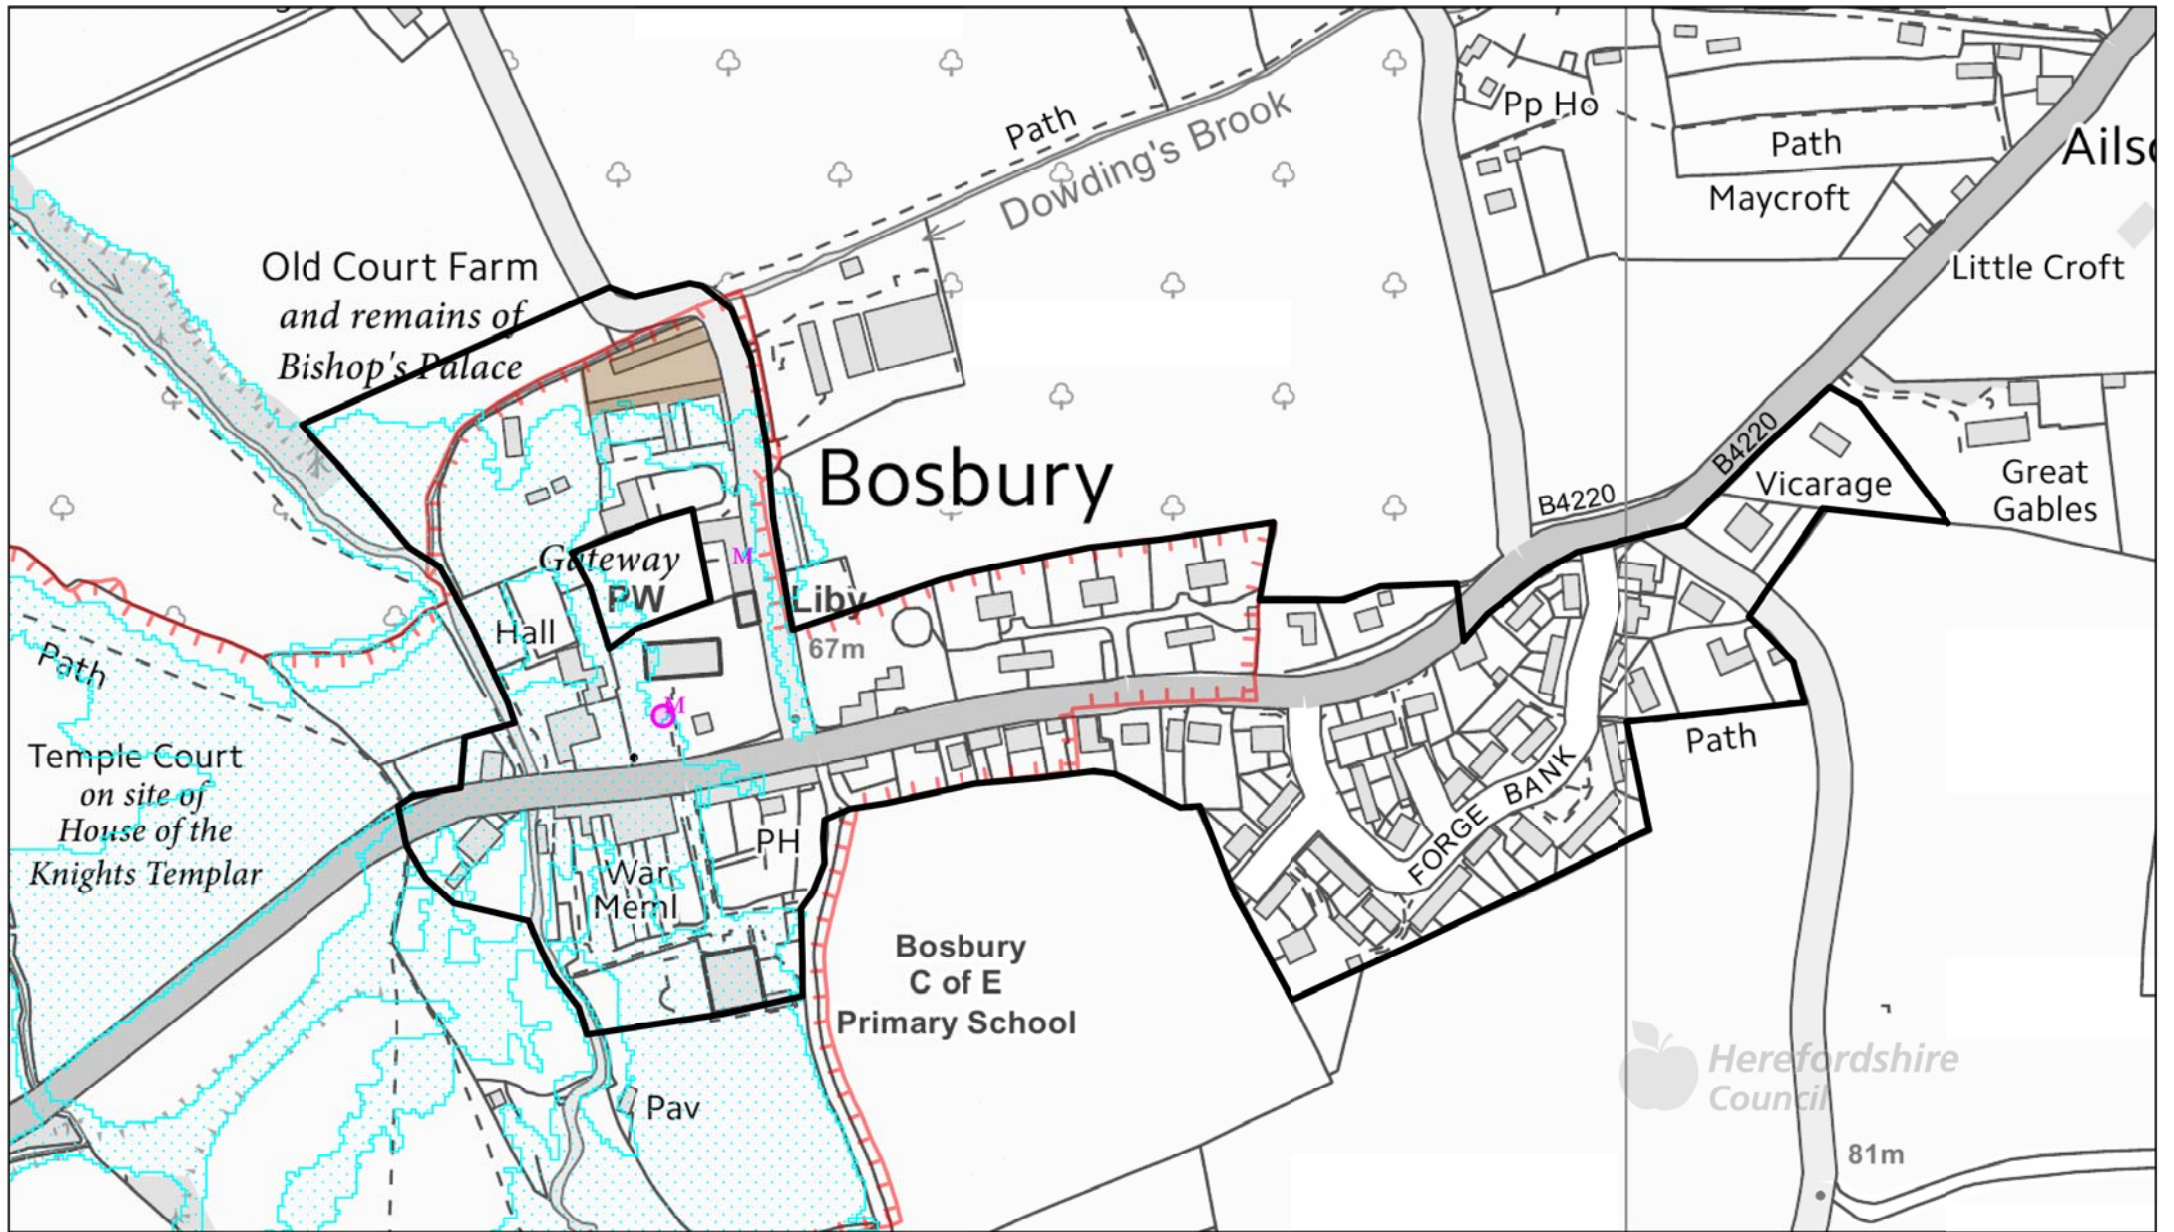 Pp Ho
Path
Path
Ails
Dowding's Brook
Maycroft
Old Court Farm
and remains of
Bishop's Palace
Little Croft
B4220
Bosbury
B4220
Vicarage
Great
Gables
Gateway
M
PW
Liby
Hall
67m
Path
M
Path
Temple Court
on site of
House of the
Knights Templar
PH
FORGE BANK
War
Meml
Bosbury
C of E
Primary School
Herefordshire
Council
Pav
81m